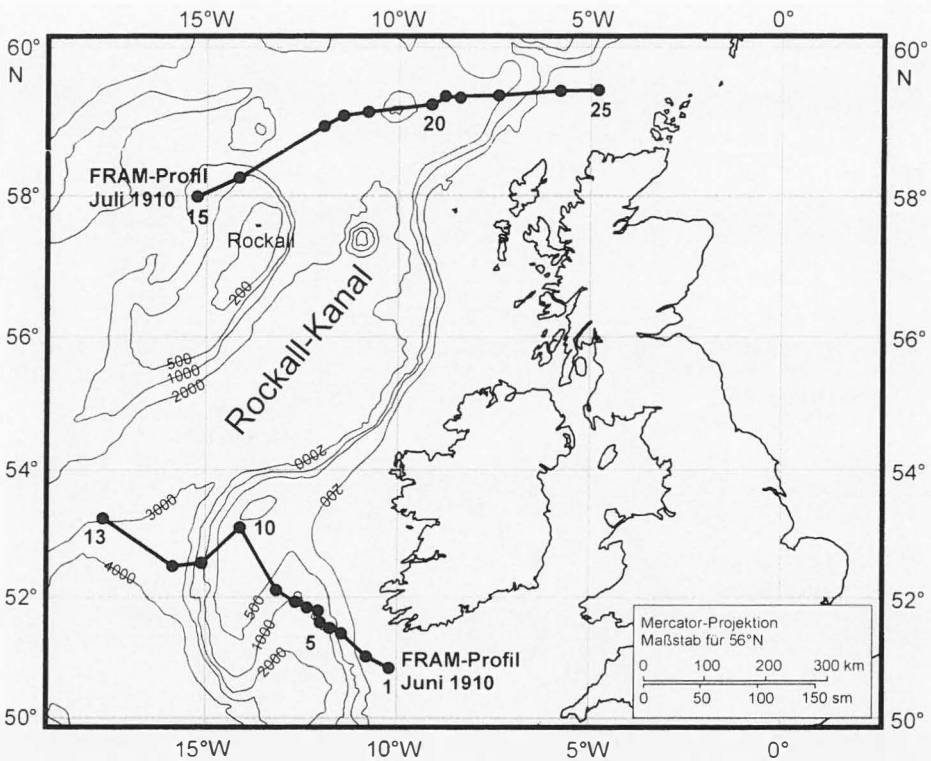 15°W 10°W 5°W 0°
60°
N
60°
N
20
25
FRAM-Profil
Juli 1910
15
58°
58°
Rockall
200
Rockall-Kanal
56°
56°
500
1000
2000
2000
54°
54°
200
3000
10
13
4000
52°
52°
500
5
1000
2000
FRAM-Profil
Juni 1910
1
Mercator-Projektion
Maßstab für 56°N
0 100 200 300 km
0 50 100 150 sm
50°
50°
15°W 10°W 5°W 0°